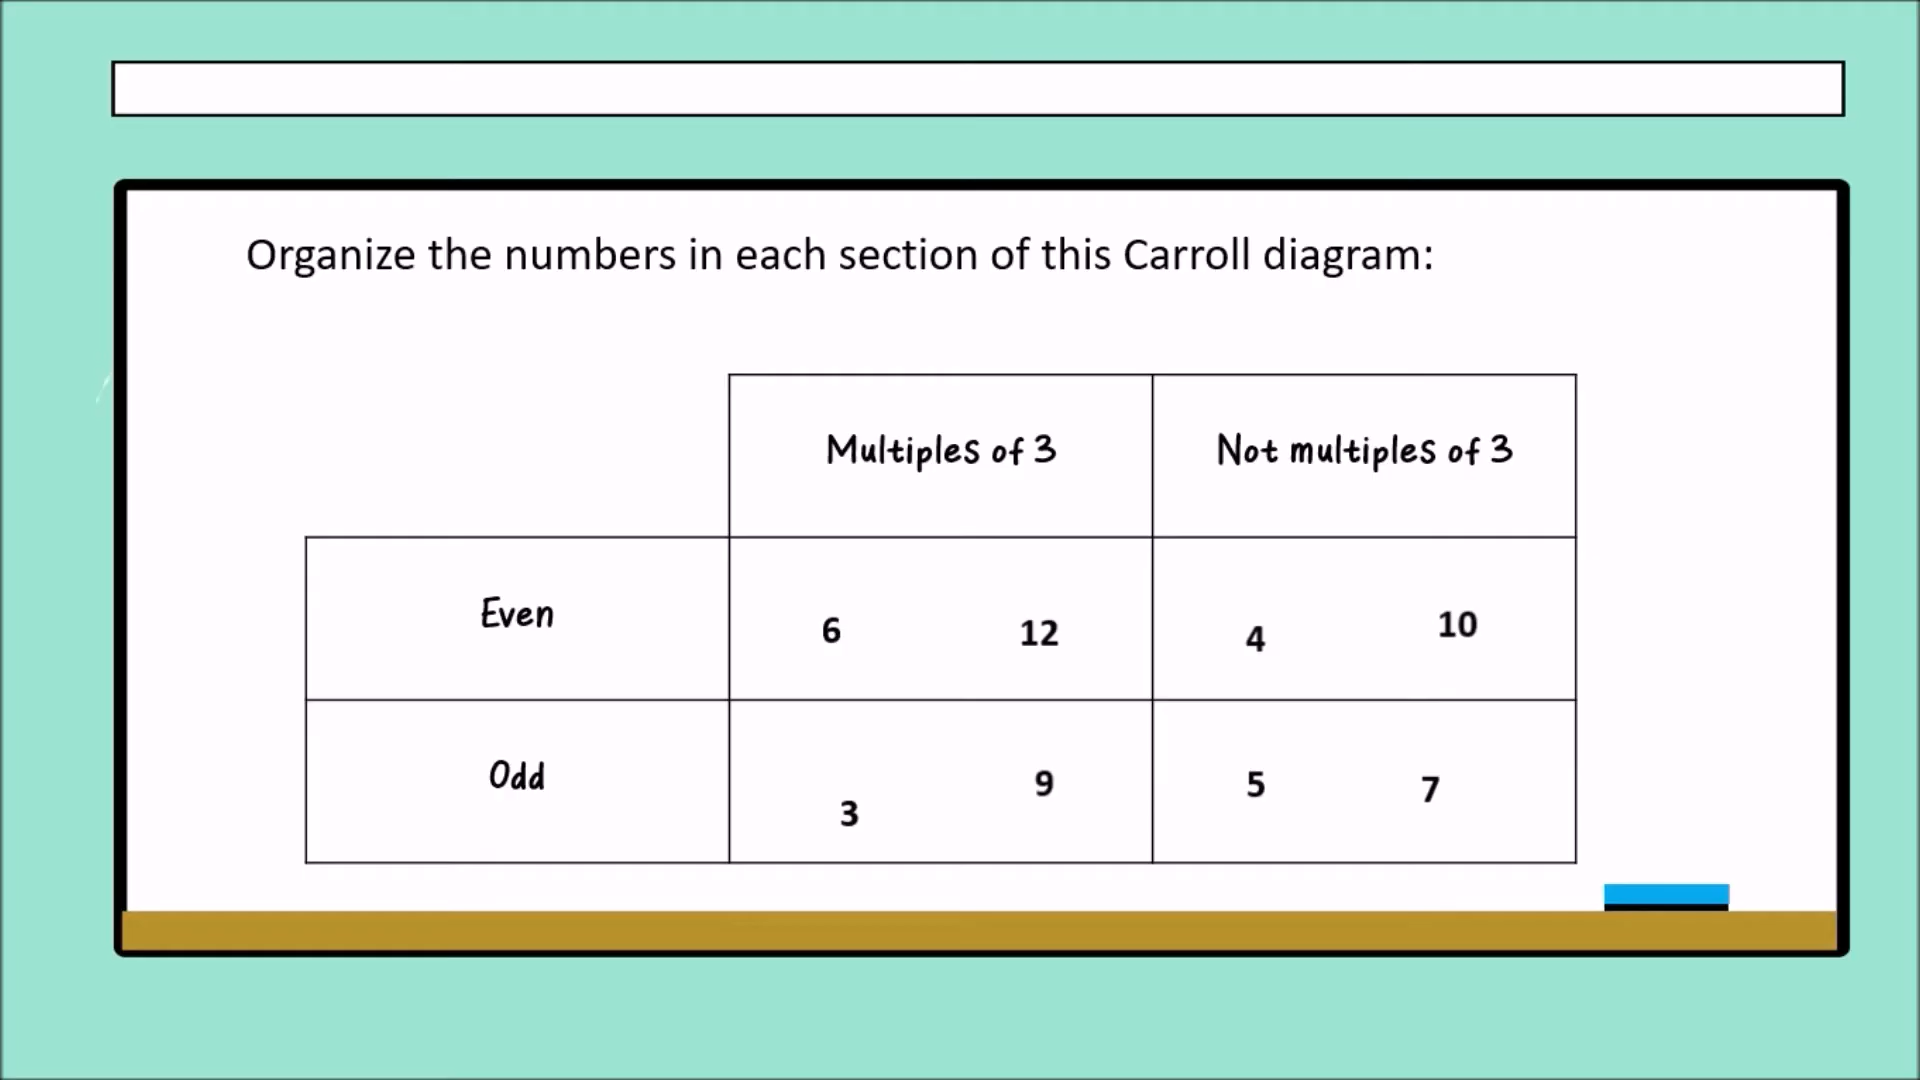 Organize the numbers in each section of this Carroll diagram:
Multiples of 3 Not multiples of 3
Even 6 12 4 10
Odd 3 9 5 7